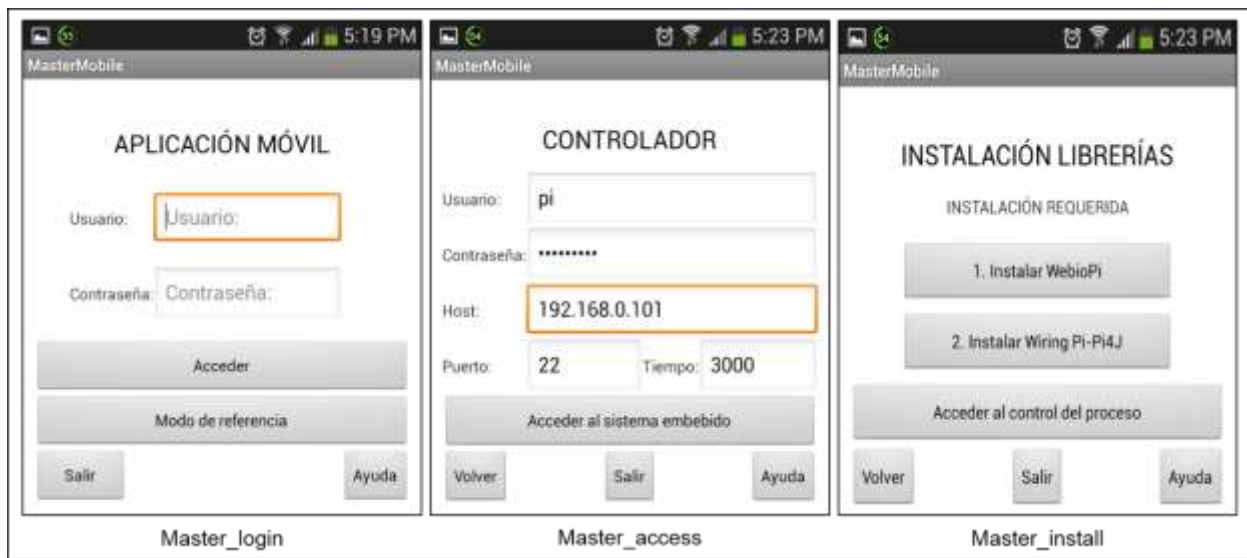 55
5:19 PM
MasterMobile
APLICACIÓN MÓVIL
Usuario:
Usuario:
Contraseña:
Contraseña:
Acceder
Modo de referencia
Salir
Ayuda
Master_login
54
5:23 PM
MasterMobile
CONTROLADOR
Usuario:
pi
Contraseña:
•••••••••
Host:
192.168.0.101
Puerto:
22
Tiempo:
3000
Acceder al sistema embebido
Volver
Salir
Ayuda
Master_access
54
5:23 PM
MasterMobile
INSTALACIÓN LIBRERÍAS
INSTALACIÓN REQUERIDA
1. Instalar WebioPi
2. Instalar Wiring Pi-Pi4J
Acceder al control del proceso
Volver
Salir
Ayuda
Master_install